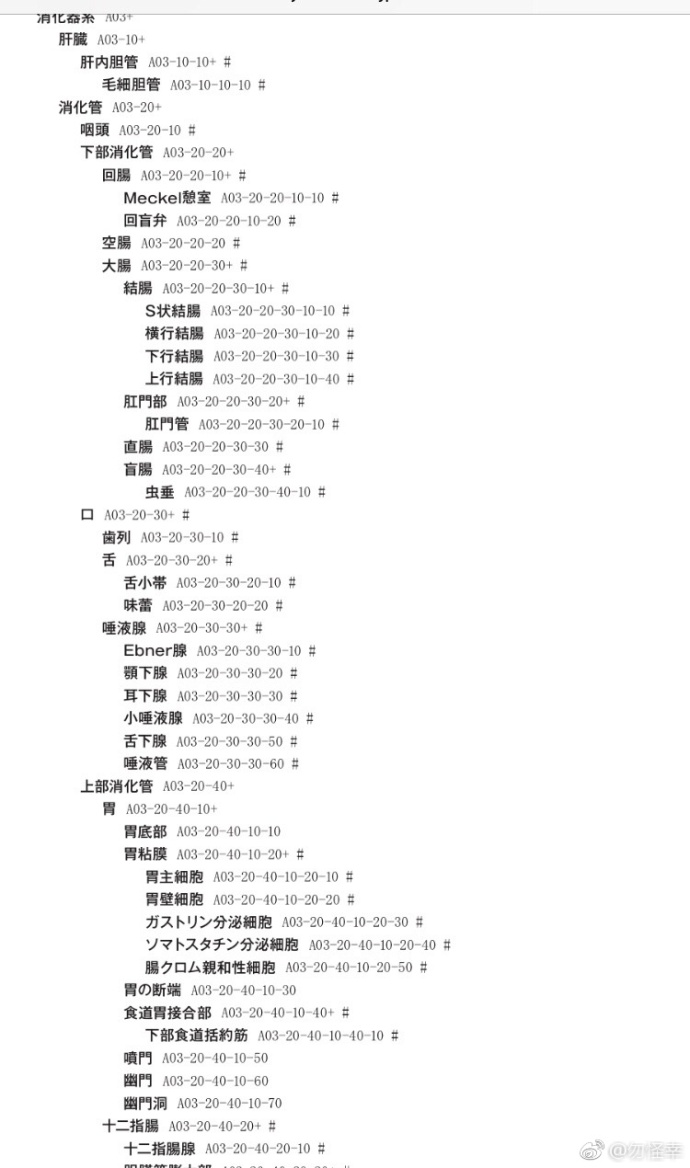 消化器系 A03+
肝臓 A03-10+
肝内胆管 A03-10-10+ #
毛細胆管 A03-10-10-10 #
消化管 A03-20+
咽頭 A03-20-10 #
下部消化管 A03-20-20+
回腸 A03-20-20-10+ #
Meckel憩室 A03-20-20-10-10 #
回盲弁 A03-20-20-10-20 #
空腸 A03-20-20-20 #
大腸 A03-20-20-30+ #
結腸 A03-20-20-30-10+ #
S状結腸 A03-20-20-30-10-10 #
横行結腸 A03-20-20-30-10-20 #
下行結腸 A03-20-20-30-10-30 #
上行結腸 A03-20-20-30-10-40 #
肛門部 A03-20-20-30-20+ #
肛門管 A03-20-20-30-20-10 #
直腸 A03-20-20-30-30 #
盲腸 A03-20-20-30-40+ #
虫垂 A03-20-20-30-40-10 #
口 A03-20-30+ #
歯列 A03-20-30-10 #
舌 A03-20-30-20+ #
舌小帯 A03-20-30-20-10 #
味蕾 A03-20-30-20-20 #
唾液腺 A03-20-30-30+ #
Ebner腺 A03-20-30-30-10 #
顎下腺 A03-20-30-30-20 #
耳下腺 A03-20-30-30-30 #
小唾液腺 A03-20-30-30-40 #
舌下腺 A03-20-30-30-50 #
唾液管 A03-20-30-30-60 #
上部消化管 A03-20-40+
胃 A03-20-40-10+
胃底部 A03-20-40-10-10
胃粘膜 A03-20-40-10-20+ #
胃主細胞 A03-20-40-10-20-10 #
胃壁細胞 A03-20-40-10-20-20 #
ガストリン分泌細胞 A03-20-40-10-20-30 #
ソマトスタチン分泌細胞 A03-20-40-10-20-40 #
腸クロム親和性細胞 A03-20-40-10-20-50 #
胃の断端 A03-20-40-10-30
食道胃接合部 A03-20-40-10-40+ #
下部食道括約筋 A03-20-40-10-40-10 #
噴門 A03-20-40-10-50
幽門 A03-20-40-10-60
幽門洞 A03-20-40-10-70
十二指腸 A03-20-40-20+ #
十二指腸腺 A03-20-40-20-10 #
@勿怪幸